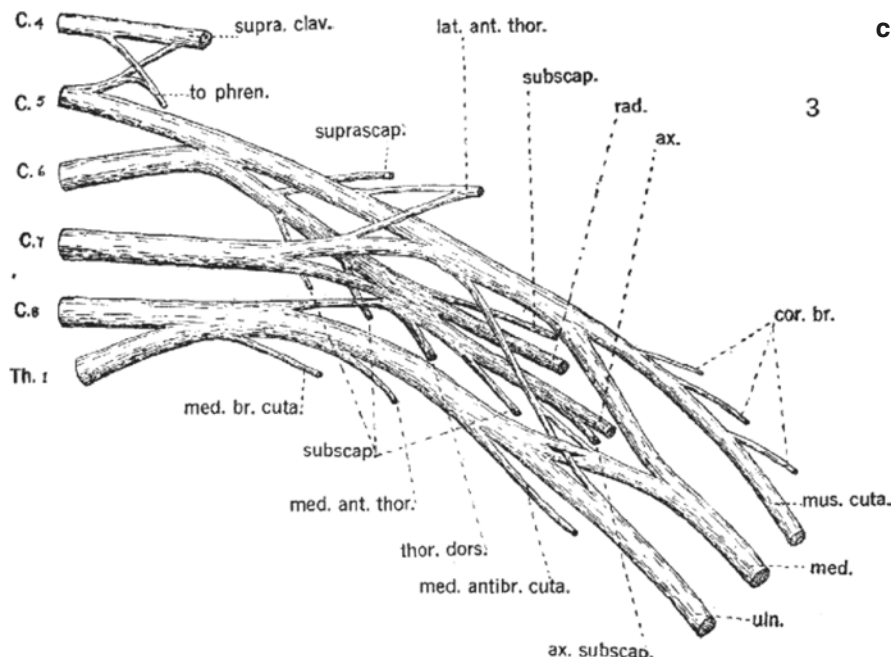 C.4
supra. clav.
lat. ant. thor.
c
to phren.
subscap.
C.5
rad.
3
suprascap.
ax.
C.6
C.7
C.8
cor. br.
Th. 1
med. br. cuta.
subscap.
med. ant. thor.
mus. cuta.
thor. dors.
med. antibr. cuta.
med.
uln.
ax. subscap.